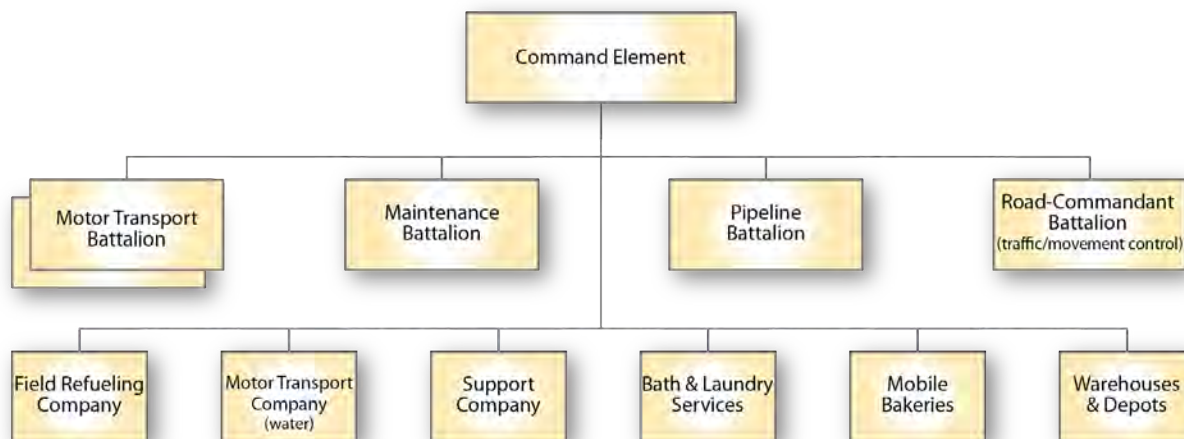 Command Element
Motor Transport
Battalion
Maintenance
Battalion
Pipeline
Battalion
Road-Commandant
Battalion
(traffic/movement control)
Field Refueling
Company
Motor Transport
Company
(water)
Support
Company
Bath & Laundry
Services
Mobile
Bakeries
Warehouses
& Depots